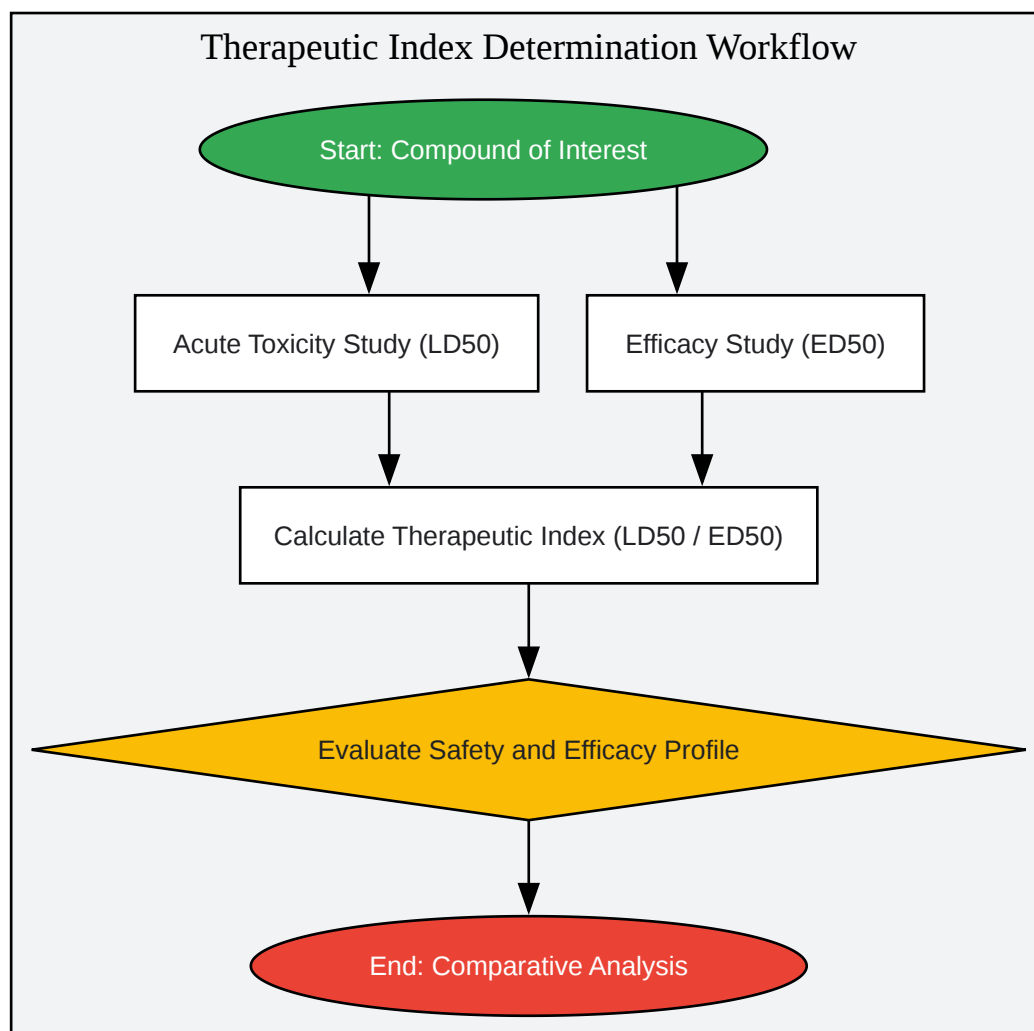 Therapeutic Index Determination Workflow
Start: Compound of Interest
Acute Toxicity Study (LD50)
Efficacy Study (ED50)
Calculate Therapeutic Index (LD50 / ED50)
Evaluate Safety and Efficacy Profile
End: Comparative Analysis